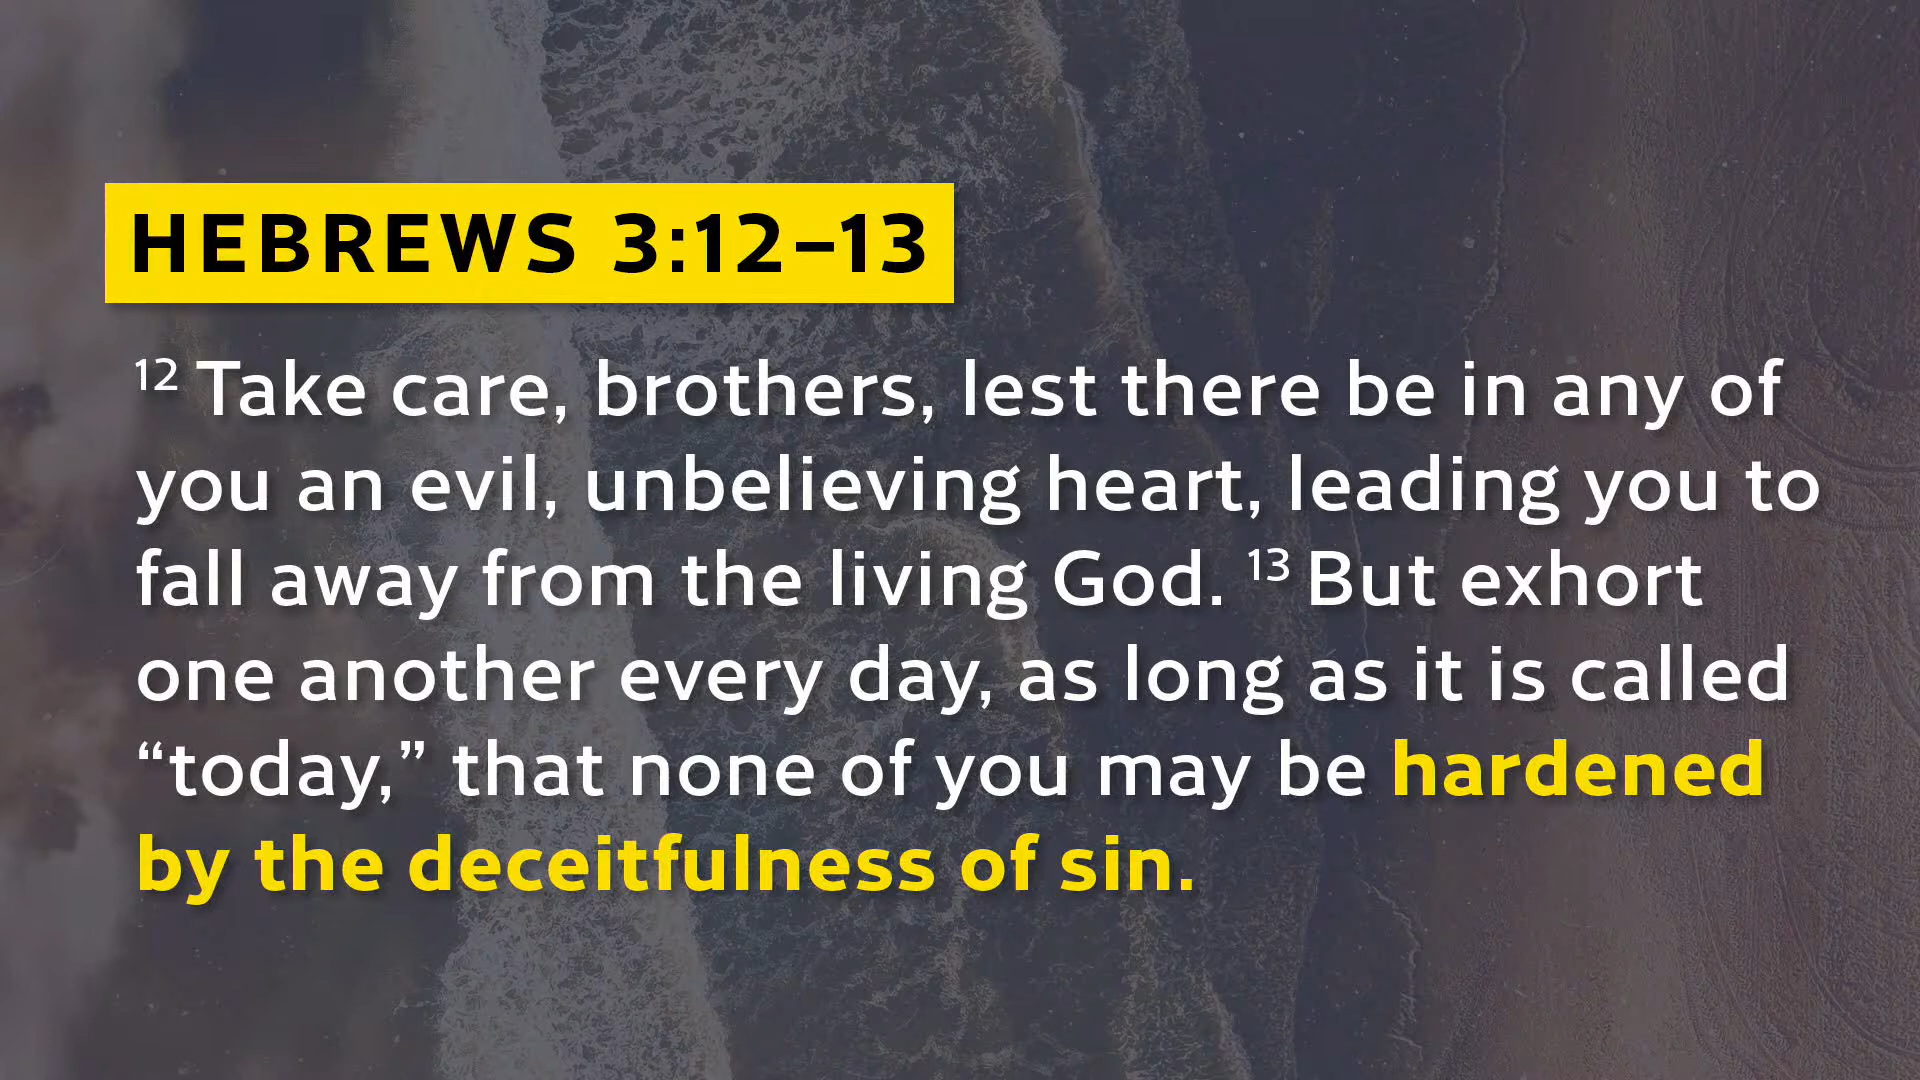 HEBREWS 3:12–13
¹² Take care, brothers, lest there be in any of
you an evil, unbelieving heart, leading you to
fall away from the living God. ¹³ But exhort
one another every day, as long as it is called
“today,” that none of you may be hardened
by the deceitfulness of sin.